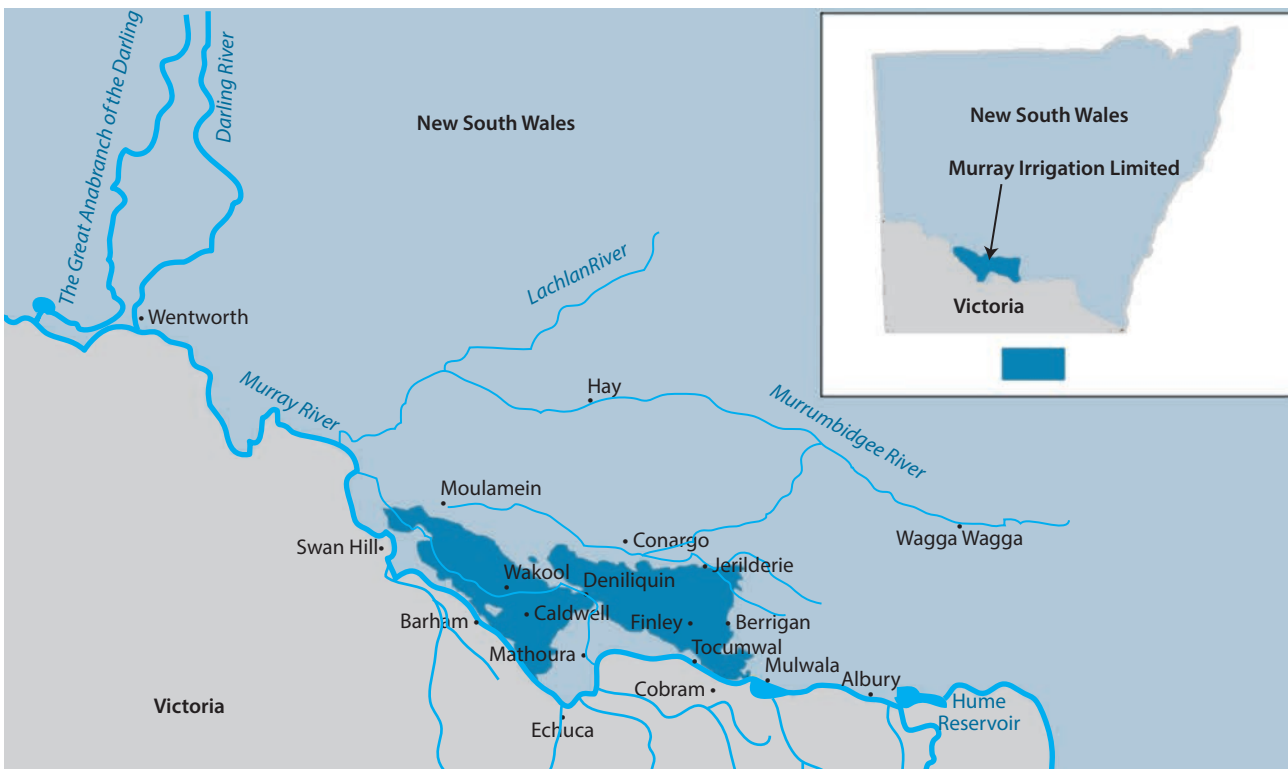 The Great Anabranch of the Darling
Darling River
New South Wales
New South Wales
Murray Irrigation Limited
Victoria
LachlanRiver
Wentworth
Murray River
Hay
Murrumbidgee River
Moulamein
Swan Hill
Conargo
Wagga Wagga
Jerilderie
Wakool
Deniliquin
Caldwell
Barham
Finley
Berrigan
Mathoura
Tocumwal
Mulwala
Cobram
Albury
Victoria
Echuca
Hume
Reservoir